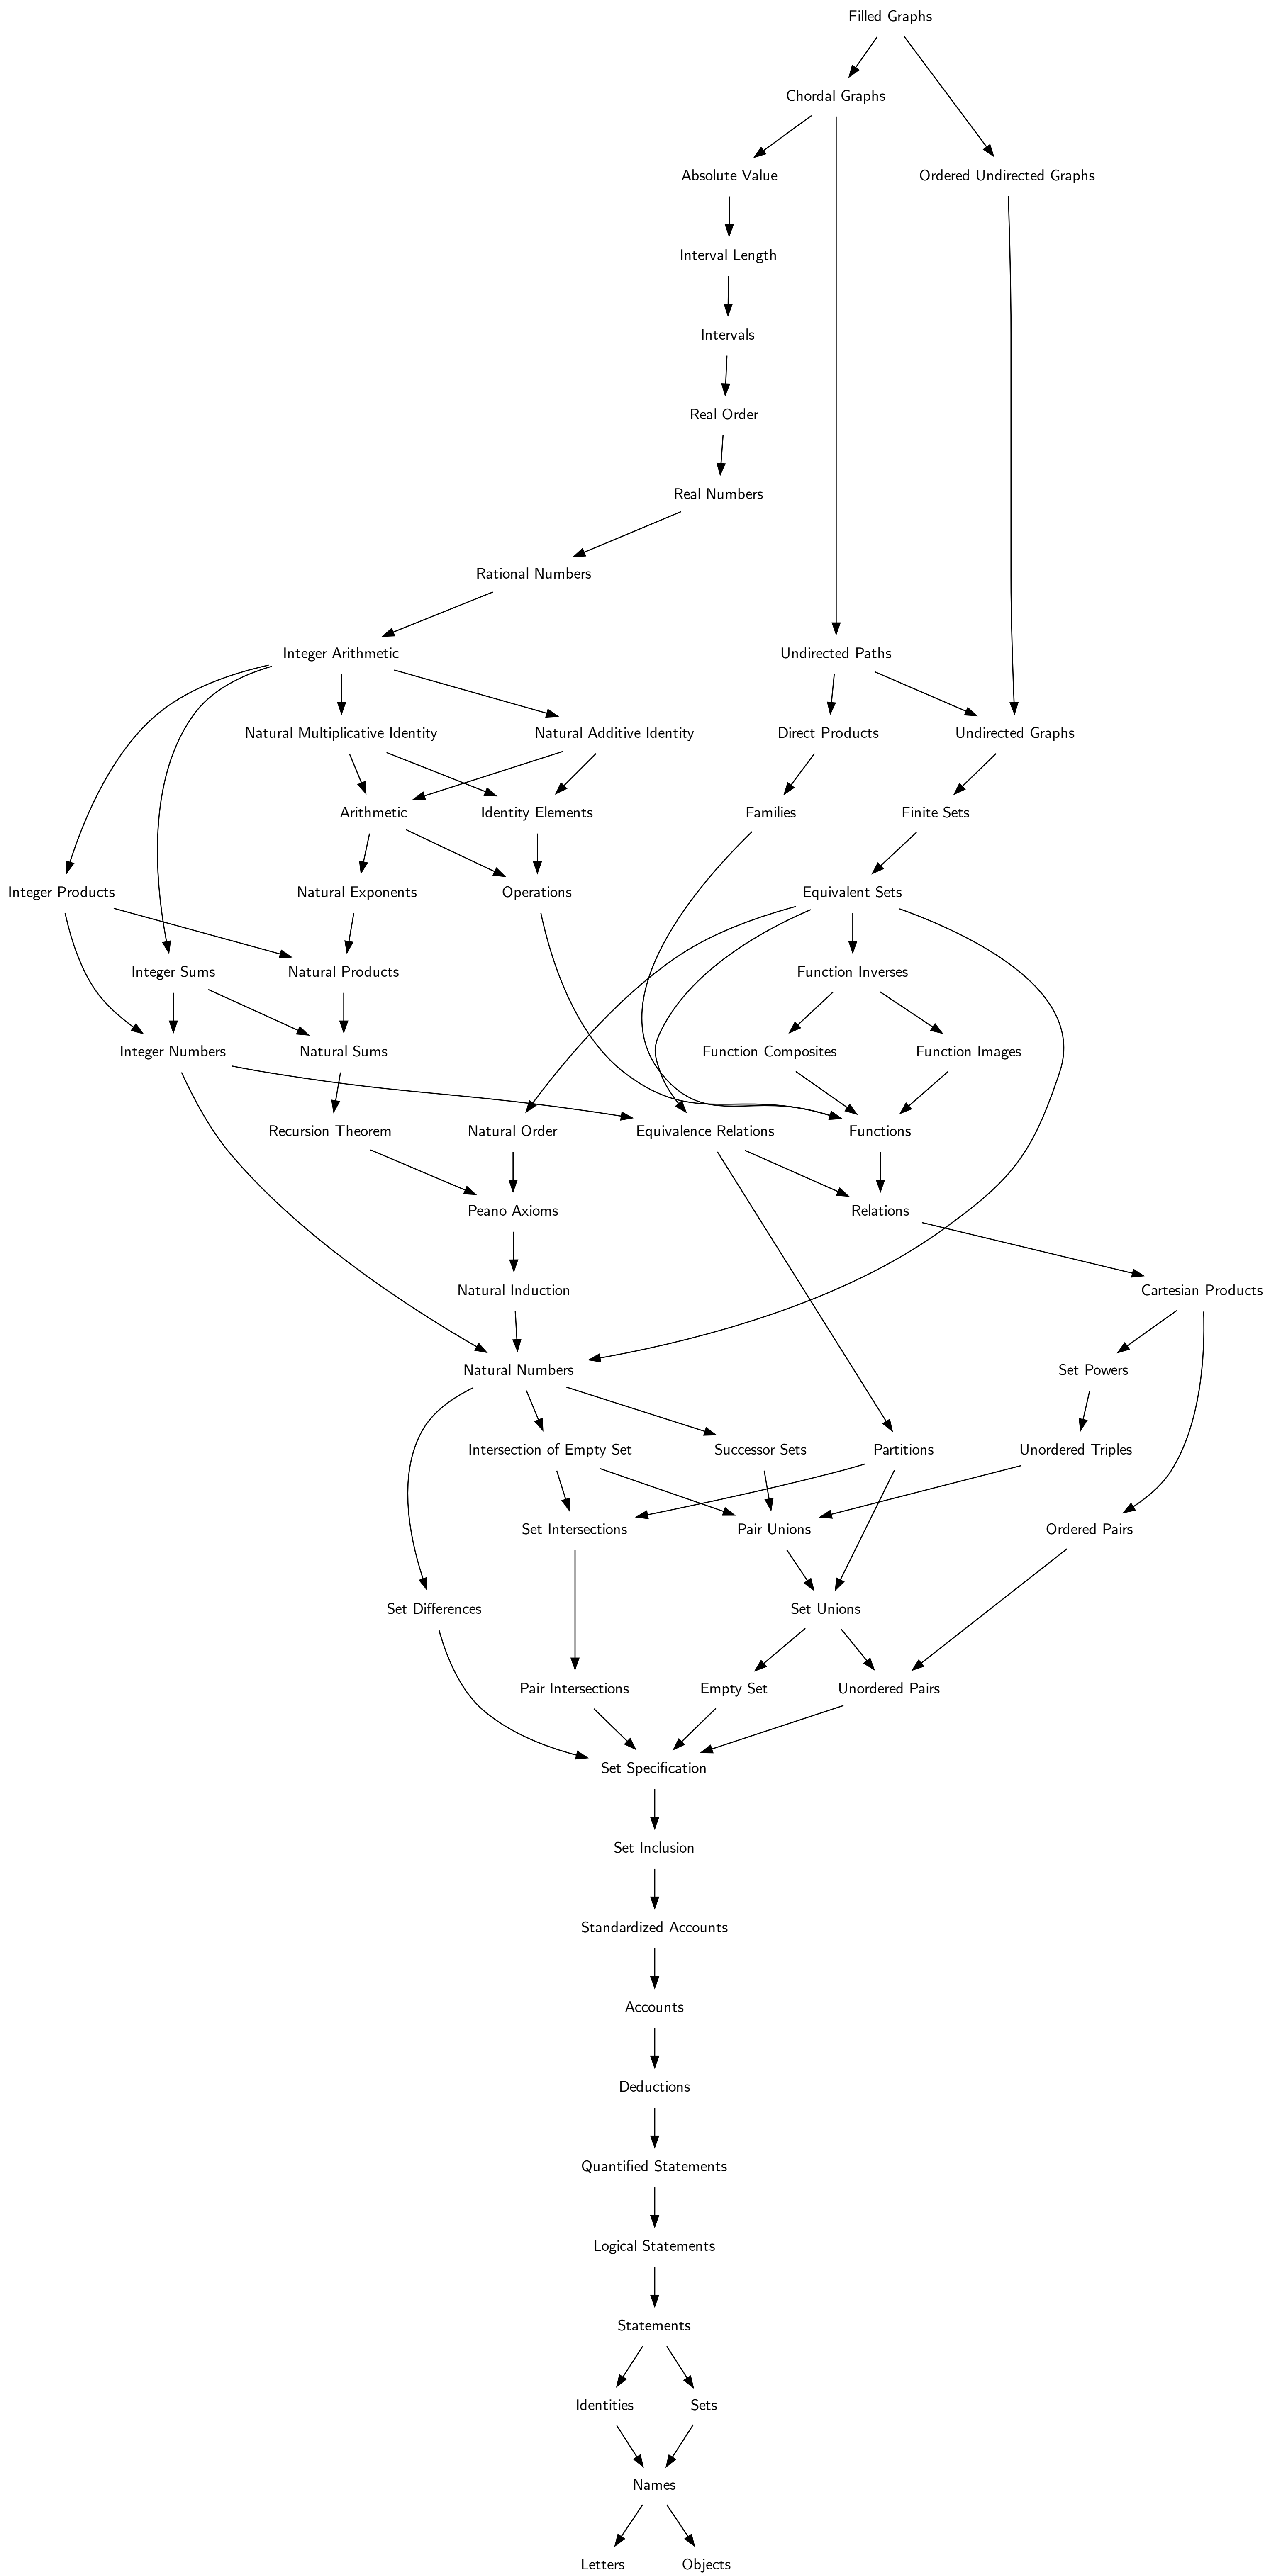 Filled Graphs
Chordal Graphs
Absolute Value
Ordered Undirected Graphs
Interval Length
Intervals
Real Order
Real Numbers
Rational Numbers
Integer Arithmetic
Undirected Paths
Natural Multiplicative Identity
Natural Additive Identity
Direct Products
Undirected Graphs
Arithmetic
Identity Elements
Families
Finite Sets
Integer Products
Natural Exponents
Operations
Equivalent Sets
Integer Sums
Natural Products
Function Inverses
Integer Numbers
Natural Sums
Function Composites
Function Images
Recursion Theorem
Natural Order
Equivalence Relations
Functions
Peano Axioms
Relations
Natural Induction
Cartesian Products
Natural Numbers
Set Powers
Intersection of Empty Set
Successor Sets
Partitions
Unordered Triples
Set Intersections
Pair Unions
Ordered Pairs
Set Differences
Set Unions
Pair Intersections
Empty Set
Unordered Pairs
Set Specification
Set Inclusion
Standardized Accounts
Accounts
Deductions
Quantified Statements
Logical Statements
Statements
Identities
Sets
Names
Letters
Objects